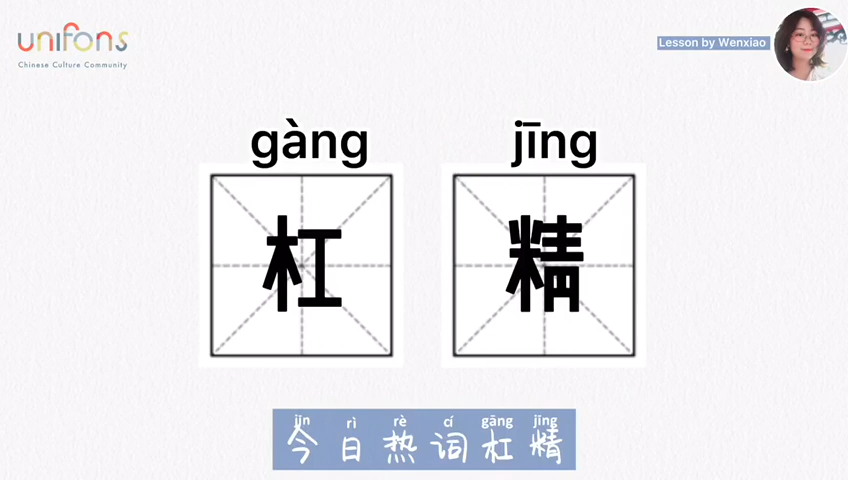 unifons
Chinese Culture Community
Lesson by Wenxiao
gàng jīng
杠 精
jīn rì rè cí gāng jīng
今日热词杠精